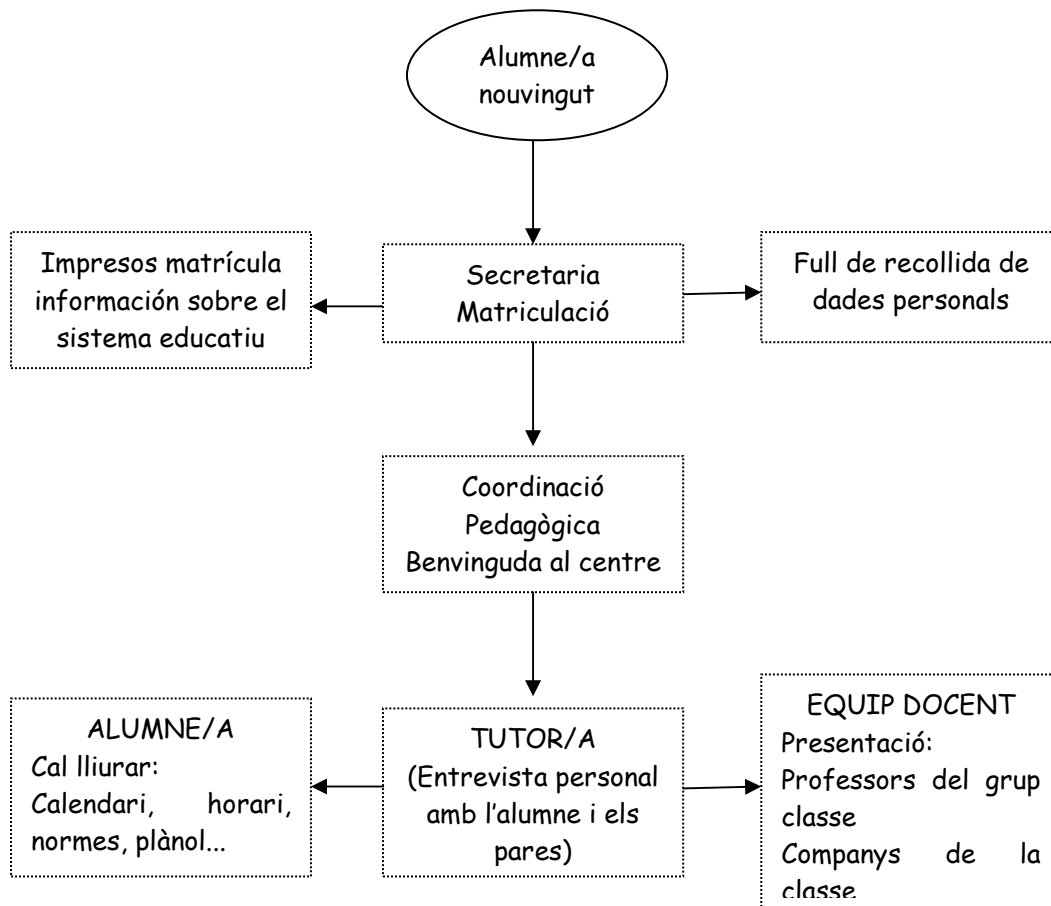 Alumne/a
nouvingut
Impresos matrícula
información sobre el
sistema educatiu
Secretaria
Matriculació
Full de recollida de
dades personals
Coordinació
Pedagògica
Benvinguda al centre
ALUMNE/A
Cal lliurar:
Calendari, horari,
normes, plànol...
TUTOR/A
(Entrevista personal
amb l'alumne i els
pares)
EQUIP DOCENT
Presentació:
Professors del grup
classe
Companys de la
classe